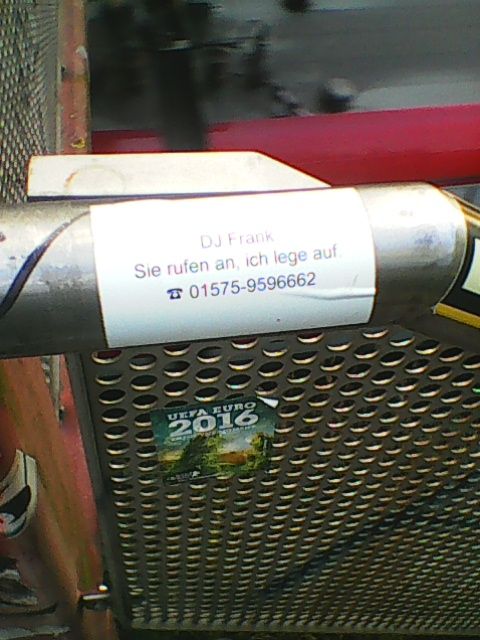 DJ Frank
Sie rufen an, ich lege auf.
☎ 01575-9596662
UEFA EURO
2016